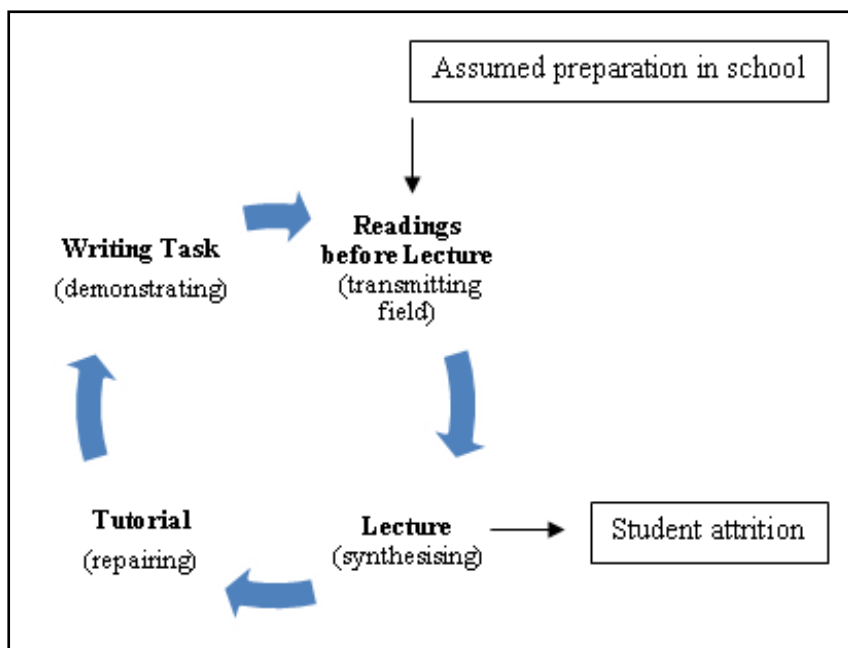 Assumed preparation in school
Readings
before Lecture
(transmitting
field)
Writing Task
(demonstrating)
Tutorial
(repairing)
Lecture
(synthesising)
Student attrition